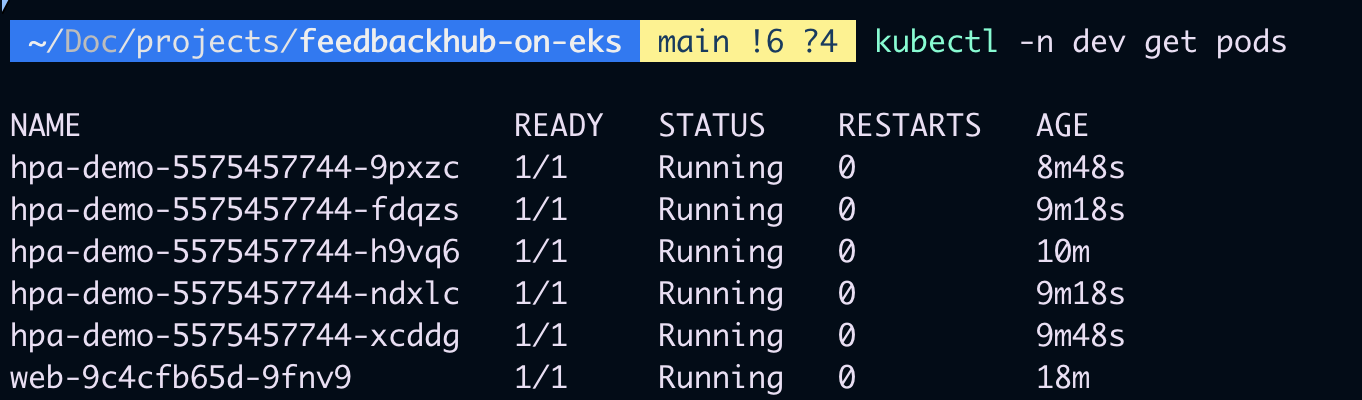 ~/Doc/projects/feedbackhub-on-eks main !6 ?4 kubectl -n dev get pods
NAME READY STATUS RESTARTS AGE
hpa-demo-5575457744-9pxzc 1/1 Running 0 8m48s
hpa-demo-5575457744-fdqzs 1/1 Running 0 9m18s
hpa-demo-5575457744-h9vq6 1/1 Running 0 10m
hpa-demo-5575457744-ndxlc 1/1 Running 0 9m18s
hpa-demo-5575457744-xcddg 1/1 Running 0 9m48s
web-9c4cfb65d-9fnv9 1/1 Running 0 18m